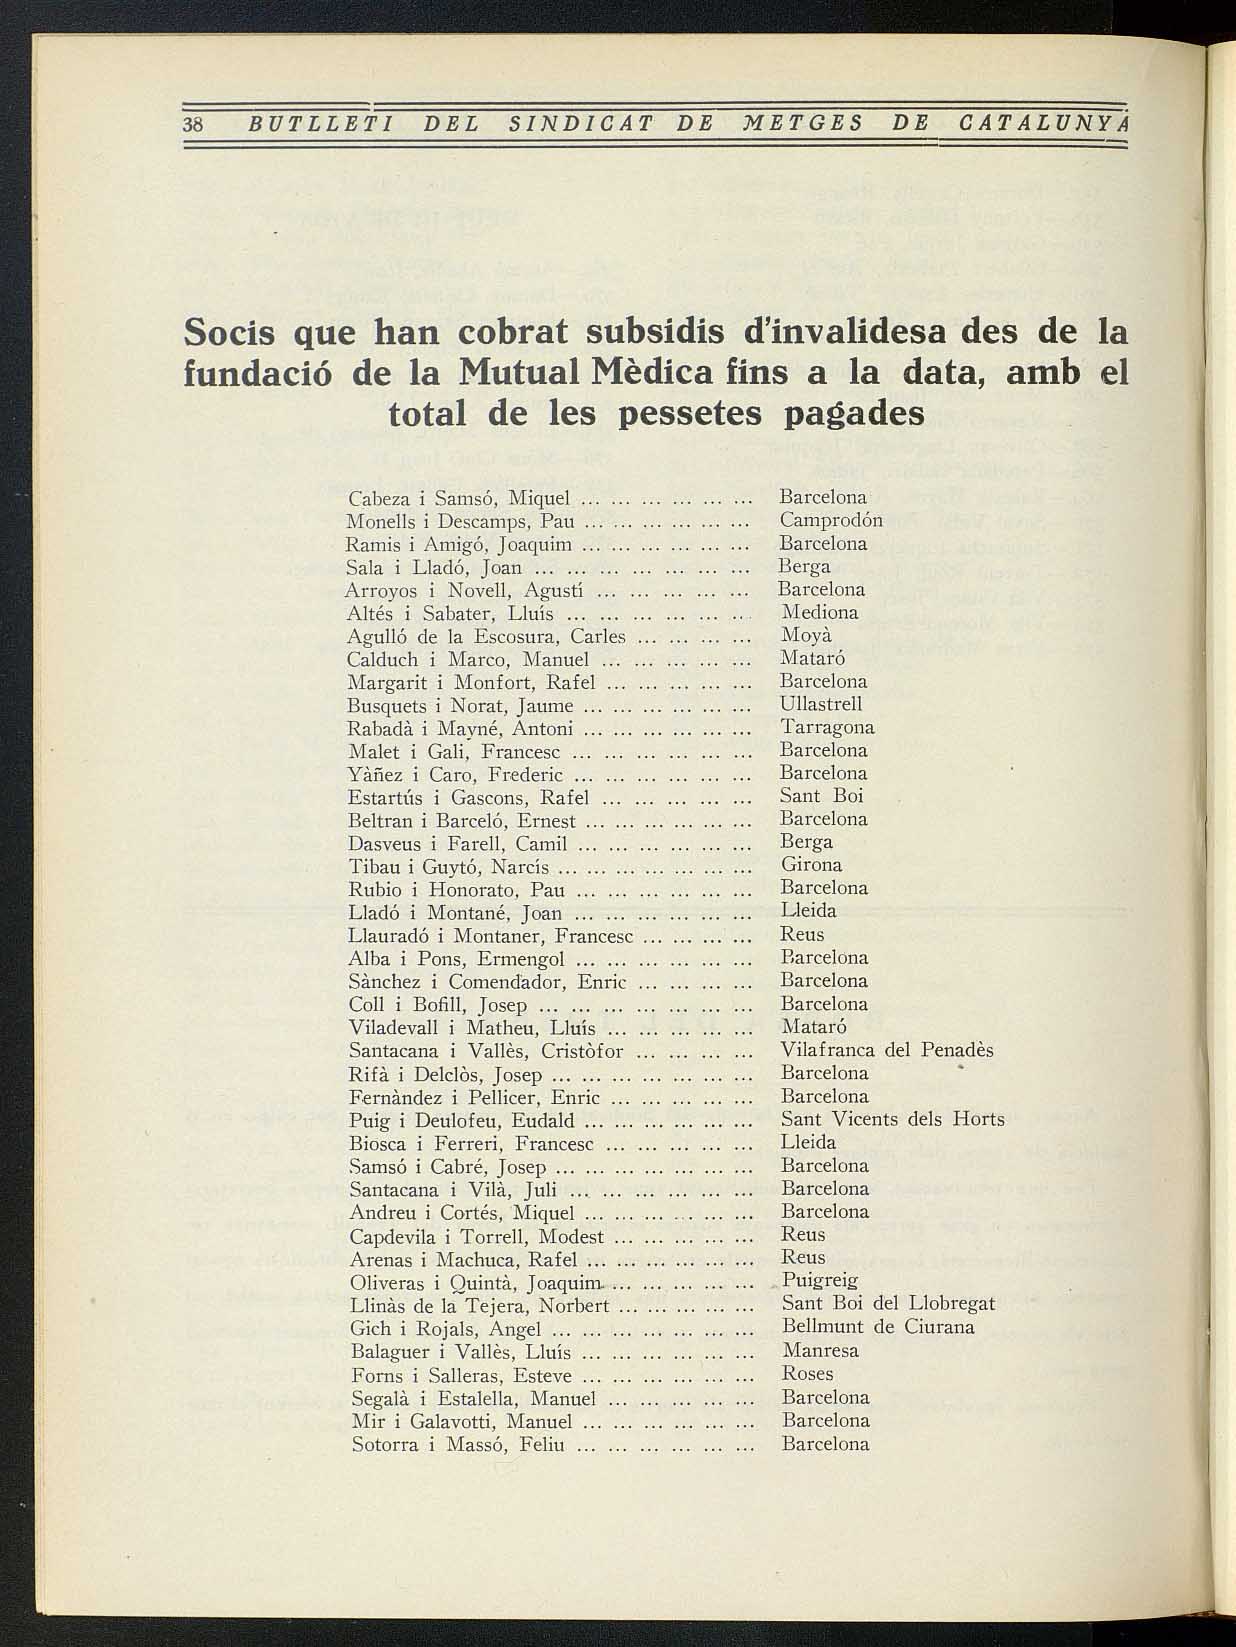 38 BUTLLETI DEL SINDICAT DE METGES DE CATALUNYA
Socis que han cobrat subsidis d'invalidesa des de la
fundació de la Mutual Mèdica fins a la data, amb el
total de les pessetes pagades
Cabeza i Samsó, Miquel ... ... ... ... ... ... Barcelona
Monells i Descamps, Pau ... ... ... ... ... ... Camprodón
Ramis i Amigó, Joaquim ... ... ... ... ... ... Barcelona
Sala i Lladó, Joan ... ... ... ... ... ... ... Berga
Arroyos i Novell, Agustí ... ... ... ... ... Barcelona
Altés i Sabater, Lluís ... ... ... ... ... ... Mediona
Agulló de la Escosura, Carles ... ... ... ... Moyà
Calduch i Marco, Manuel ... ... ... ... ... Mataró
Margarit i Monfort, Rafel ... ... ... ... ... Barcelona
Busquets i Norat, Jaume ... ... ... ... ... ... Ullastrell
Rabadà i Mayné, Antoni ... ... ... ... ... ... Tarragona
Malet i Gali, Francesc ... ... ... ... ... ... Barcelona
Yàñez i Caro, Frederic ... ... ... ... ... ... Barcelona
Estartús i Gascons, Rafel ... ... ... ... ... Sant Boi
Beltran i Barceló, Ernest ... ... ... ... ... ... Barcelona
Dasveus i Farell, Camil ... ... ... ... ... ... Berga
Tibau i Guytó, Narcís ... ... ... ... ... ... ... Girona
Rubio i Honorato, Pau ... ... ... ... ... ... Barcelona
Lladó i Montané, Joan ... ... ... ... ... ... Lleida
Llauradó i Montaner, Francesc ... ... ... ... Reus
Alba i Pons, Ermengol ... ... ... ... ... ... Barcelona
Sànchez i Comendador, Enric ... ... ... ... Barcelona
Coll i Bofill, Josep ... ... ... ... ... ... ... Barcelona
Viladevall i Matheu, Lluís ... ... ... ... ... Mataró
Santacana i Vallès, Cristòfor ... ... ... ... Vilafranca del Penadès
Rifà i Delclòs, Josep ... ... ... ... ... ... ... Barcelona
Fernàndez i Pellicer, Enric ... ... ... ... ... Barcelona
Puig i Deulofeu, Eudald ... ... ... ... ... ... Sant Vicents dels Horts
Biosca i Ferreri, Francesc ... ... ... ... ... Lleida
Samsó i Cabré, Josep ... ... ... ... ... ... ... Barcelona
Santacana i Vilà, Juli ... ... ... ... ... ... Barcelona
Andreu i Cortés, Miquel ... ... ... ... ... ... Barcelona
Capdevila i Torrell, Modest ... ... ... ... ... Reus
Arenas i Machuca, Rafel ... ... ... ... ... ... Reus
Oliveras i Quintà, Joaquim ... ... ... ... ... Puigreig
Llinàs de la Tejera, Norbert ... ... ... ... ... Sant Boi del Llobregat
Gich i Rojals, Angel ... ... ... ... ... ... ... Bellmunt de Ciurana
Balaguer i Vallès, Lluís ... ... ... ... ... ... Manresa
Forns i Salleras, Esteve ... ... ... ... ... ... Roses
Segalà i Estalella, Manuel ... ... ... ... ... Barcelona
Mir i Galavotti, Manuel ... ... ... ... ... ... Barcelona
Sotorra i Massó, Feliu ... ... ... ... ... ... Barcelona